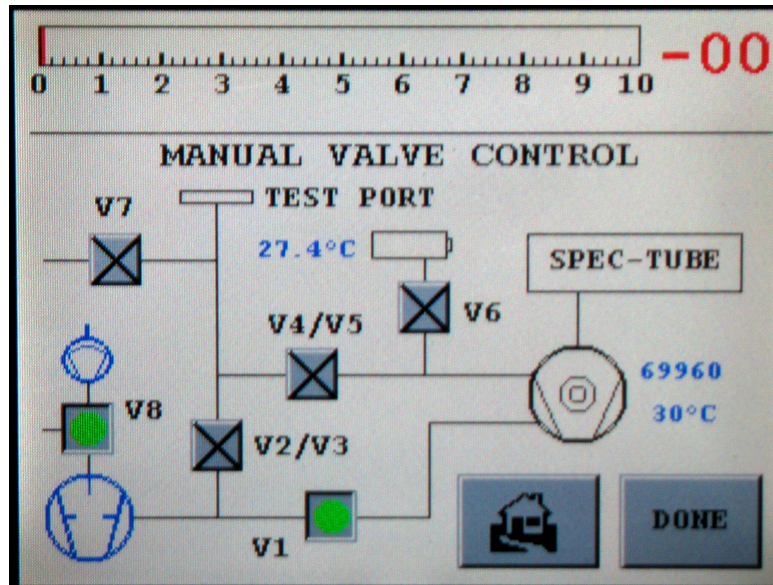 -00
0 1 2 3 4 5 6 7 8 9 10
MANUAL VALVE CONTROL
V7
TEST PORT
27.4°C
SPEC-TUBE
V4/V5
V6
69960
30°C
V8
V2/V3
V1
DONE